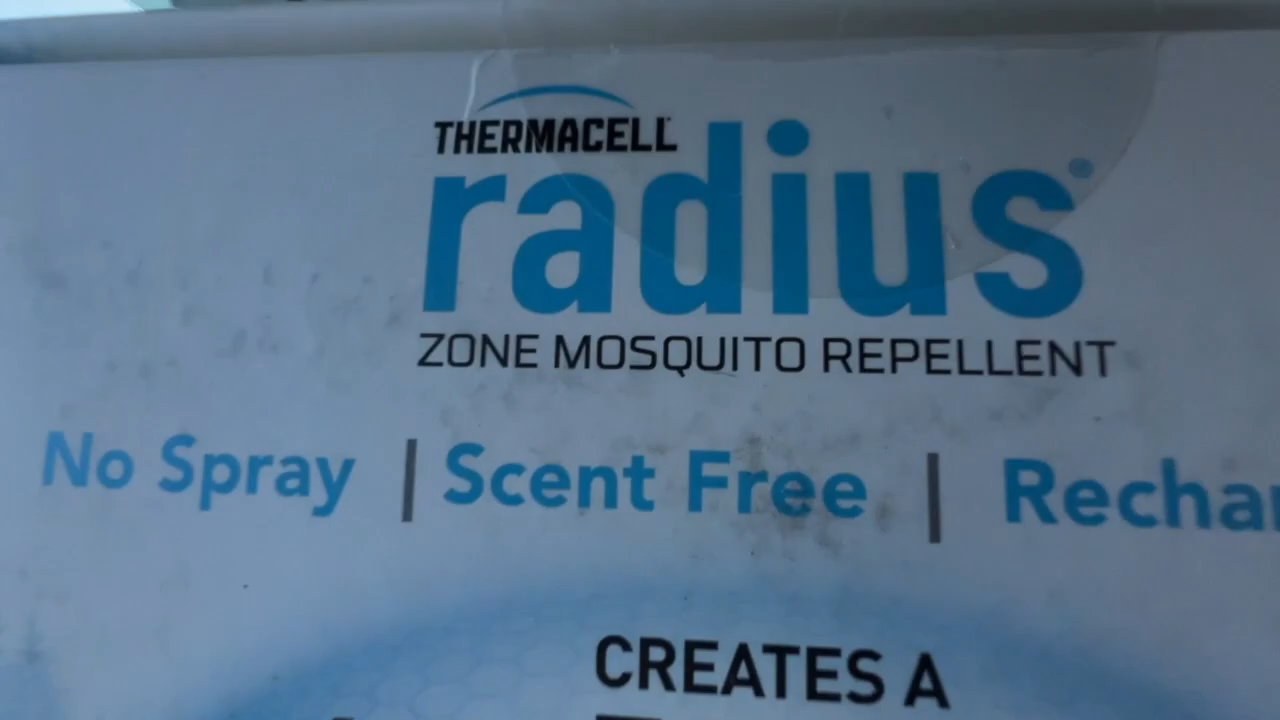 THERMACELL
radius®
ZONE MOSQUITO REPELLENT
No Spray | Scent Free |
CREATES A